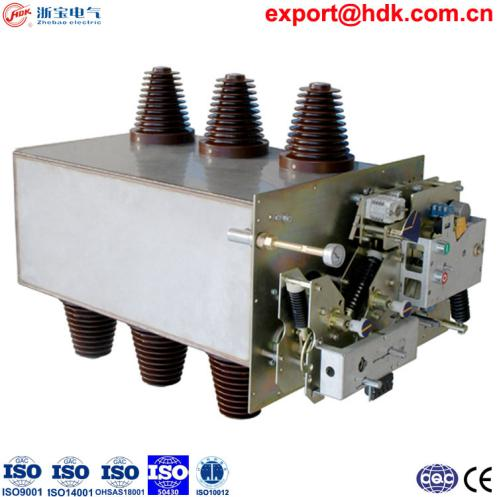 HDK 浙宝电气
Zhebao electric
export@hdk.com.cn
ISO ISO ISO ISO ISO
ISO9001 ISO14001 OHSAS18001 50430 ISO10012
CE